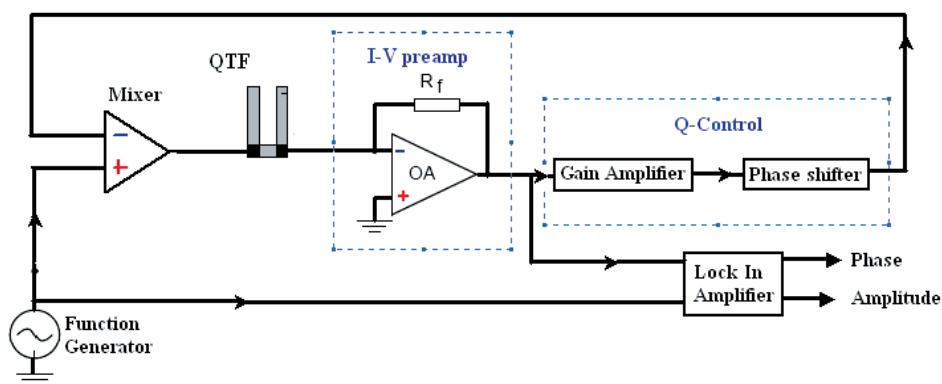 I-V preamp
QTF
Rf
Mixer
Q-Control
−
+
−
OA
+
Gain Amplifier
Phase shifter
Lock In
Amplifier
Phase
Amplitude
Function
Generator